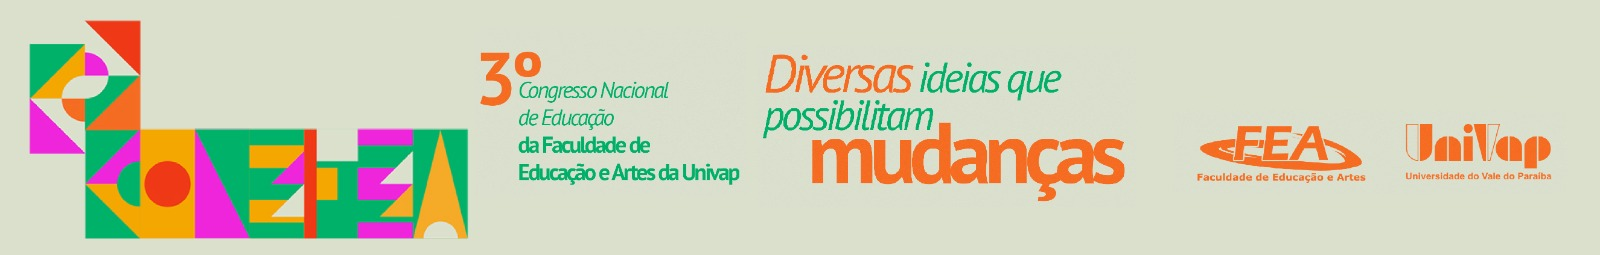 CONEFEA
3º
Congresso Nacional
de Educação
da Faculdade de
Educação e Artes da Univap
Diversas ideias que
possibilitam
mudanças
FEA
Faculdade de Educação e Artes
UniVap
Universidade do Vale do Paraíba